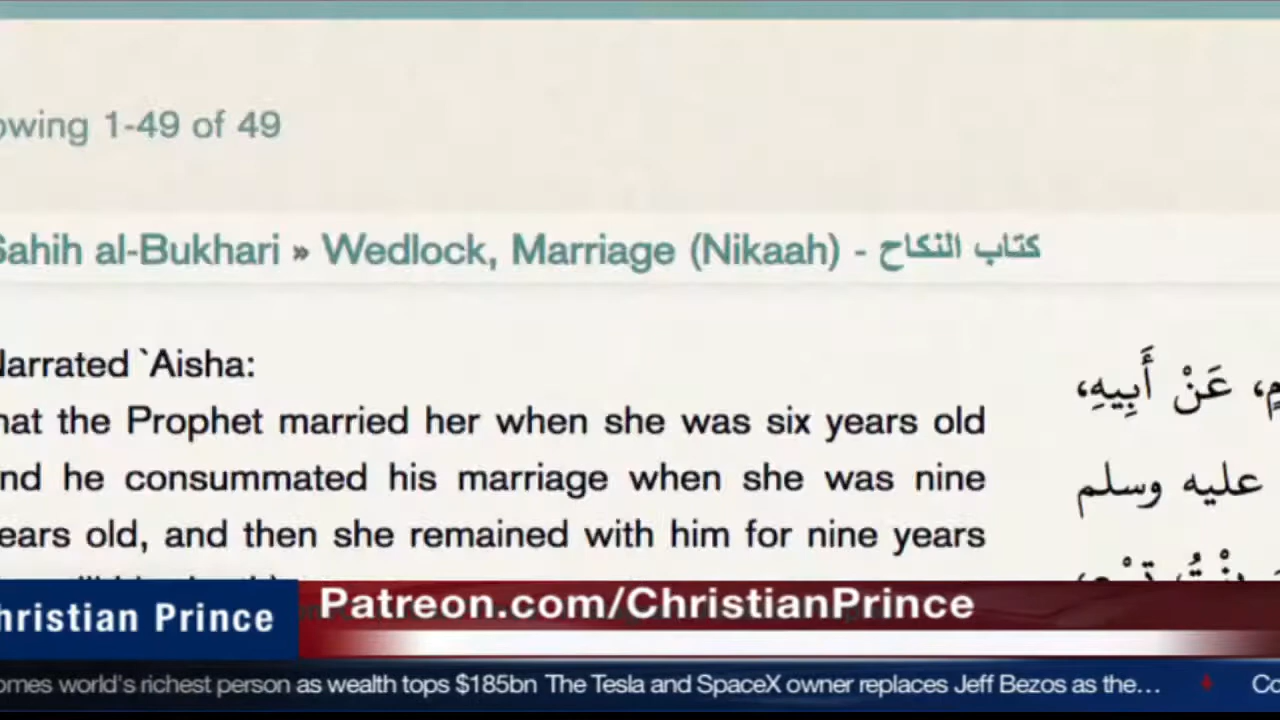 owing 1-49 of 49
Sahih al-Bukhari » Wedlock, Marriage (Nikaah) - كتاب النكاح
Narrated `Aisha:
hat the Prophet married her when she was six years old
nd he consummated his marriage when she was nine
ears old, and then she remained with him for nine years
عَنْ أَبِيهِ،
عليه وسلم
hristian Prince
Patreon.com/ChristianPrince
omes world's richest person as wealth tops $185bn The Tesla and SpaceX owner replaces Jeff Bezos as the… Co